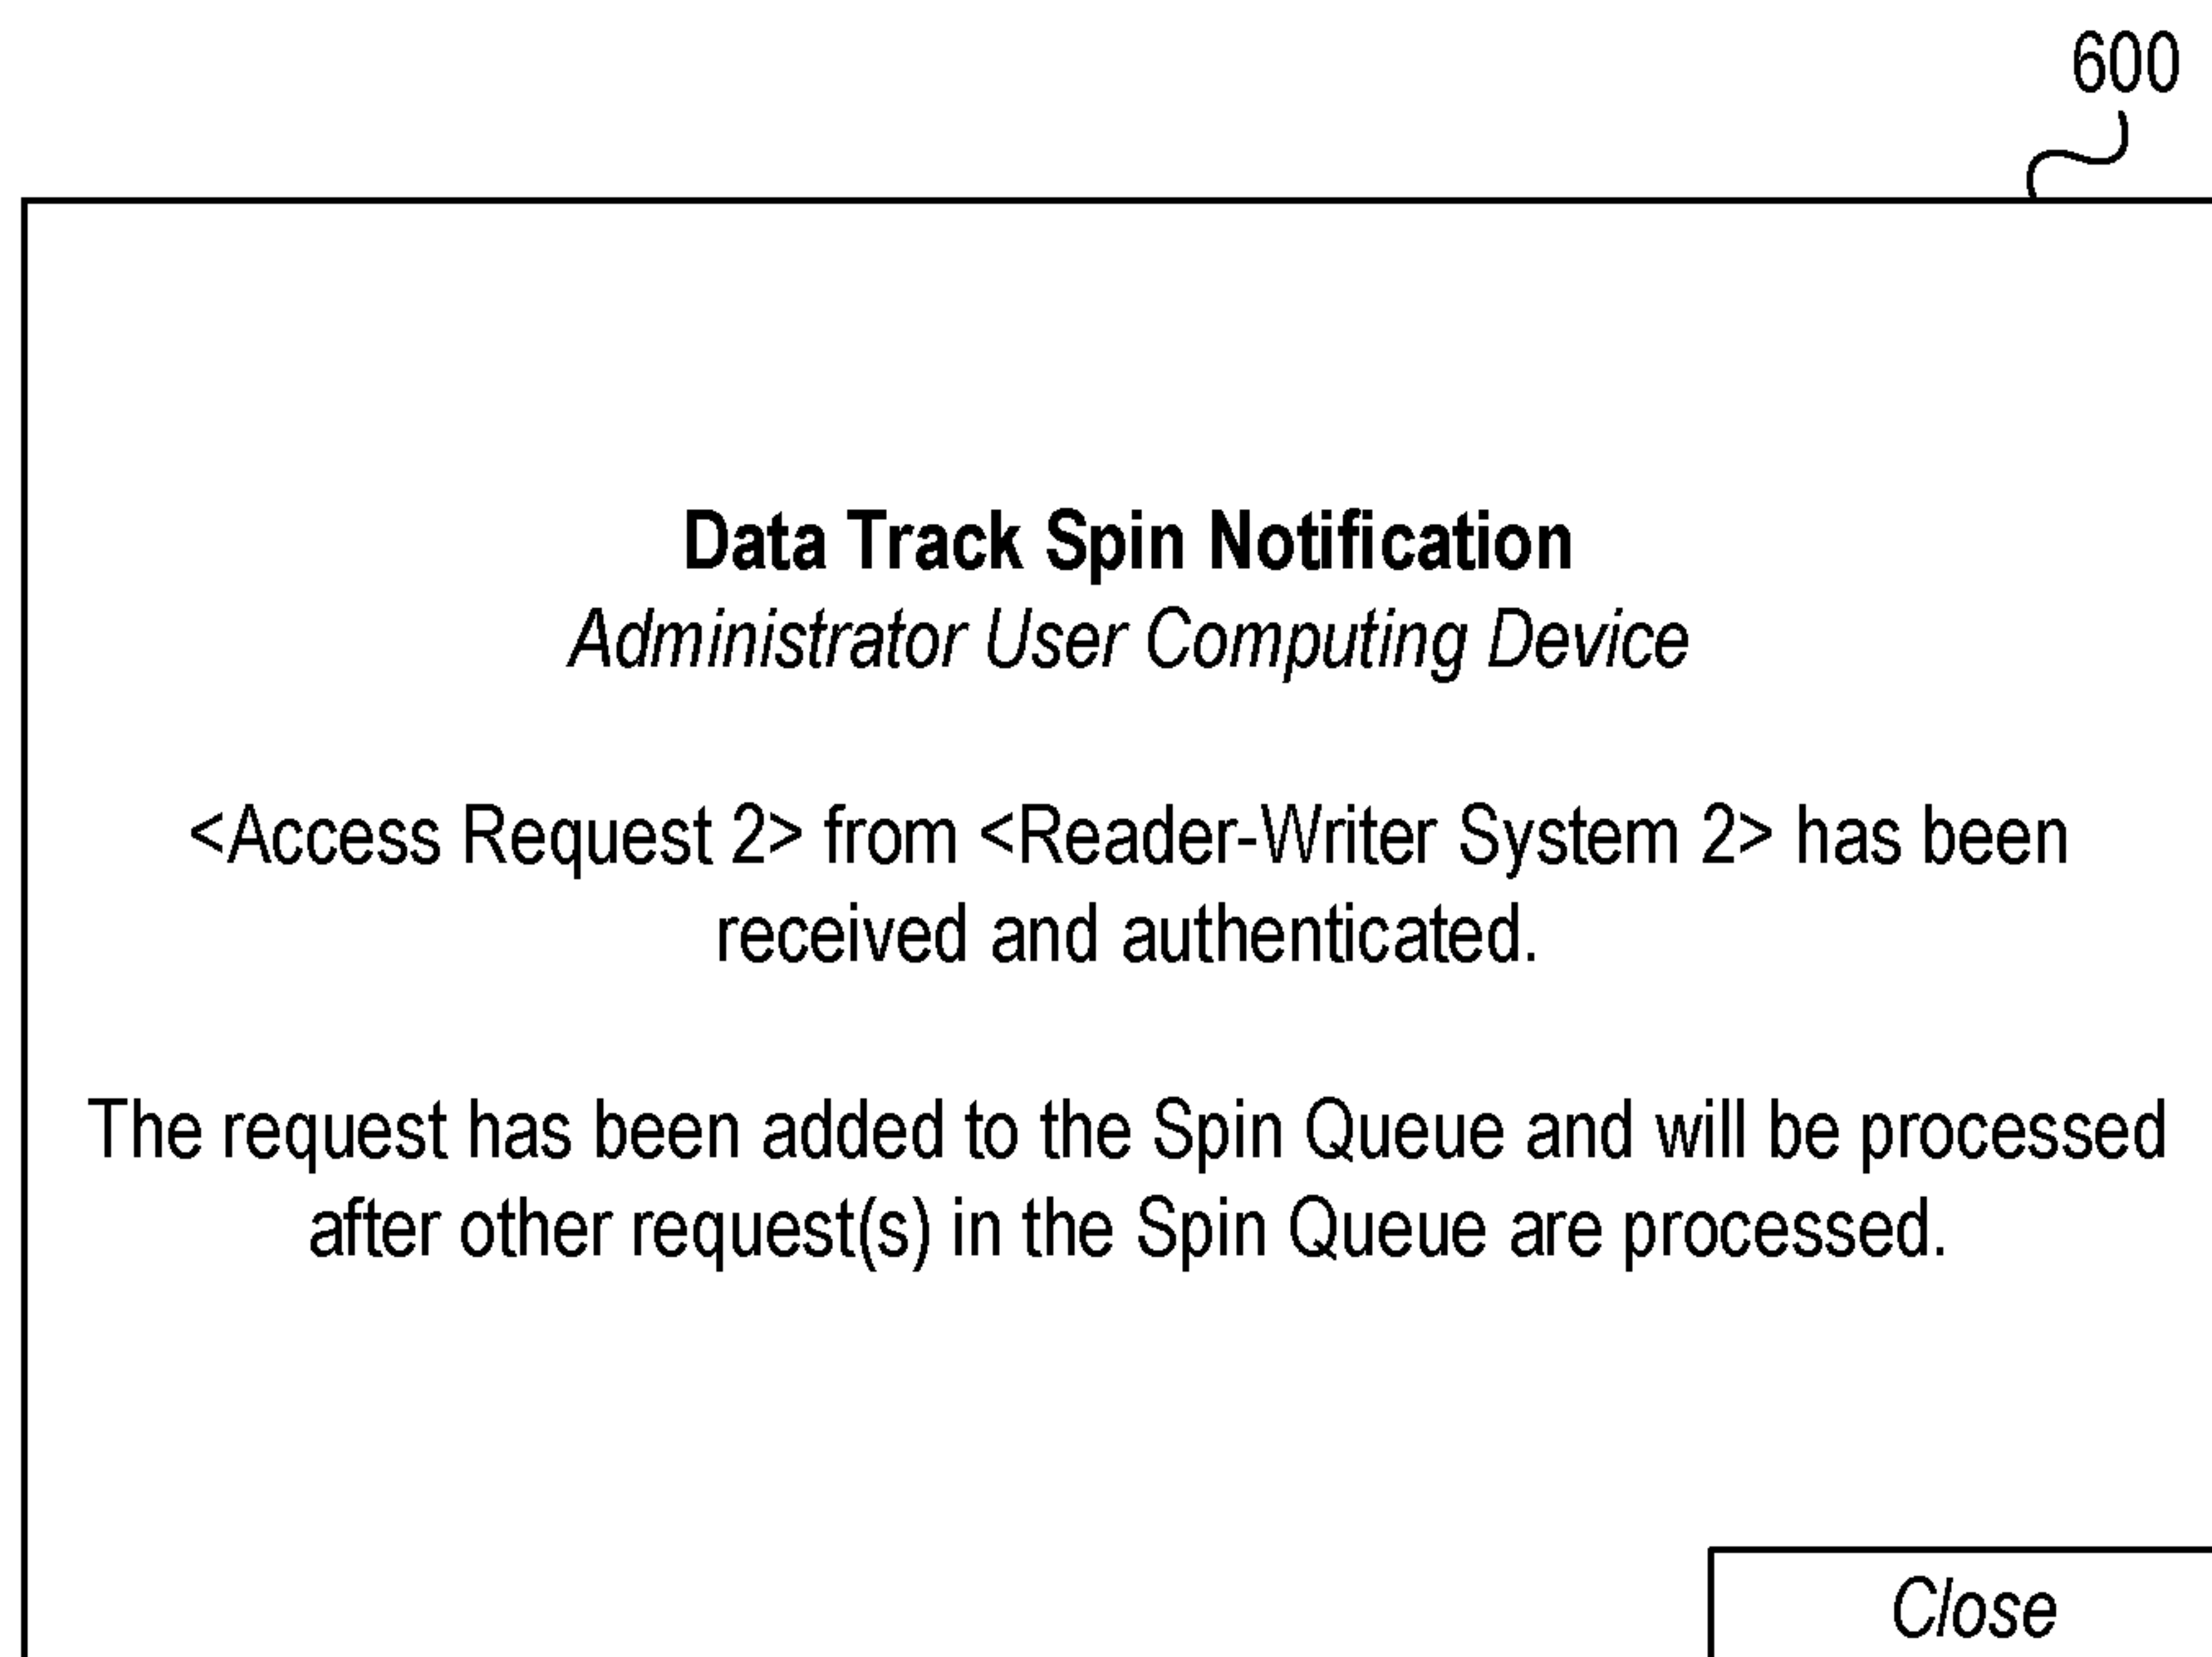 600
Data Track Spin Notification
Administrator User Computing Device
<Access Request 2> from <Reader-Writer System 2> has been
received and authenticated.
The request has been added to the Spin Queue and will be processed
after other request(s) in the Spin Queue are processed.
Close